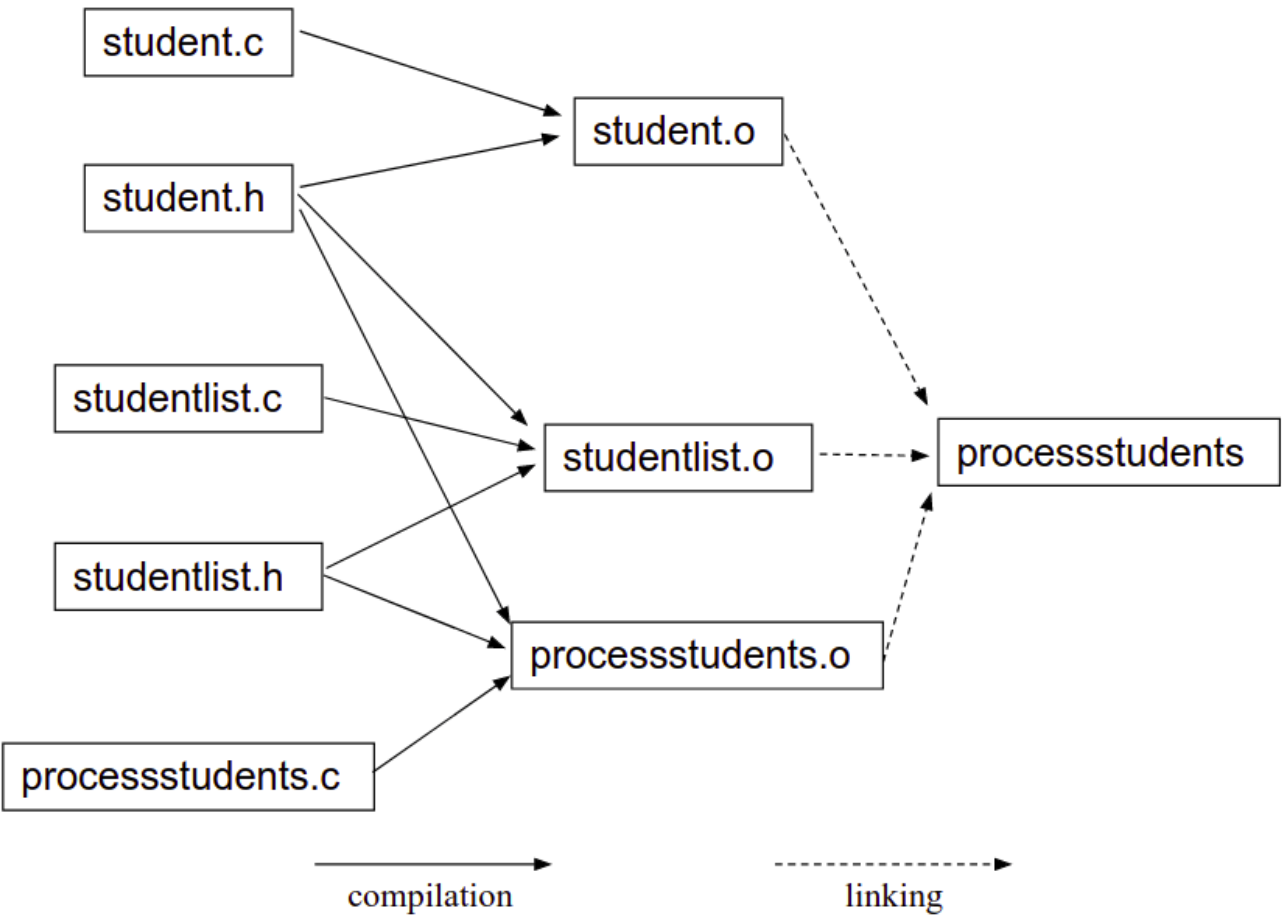 student.c
student.o
student.h
studentlist.c
studentlist.o
processstudents
studentlist.h
processstudents.o
processstudents.c
compilation
linking